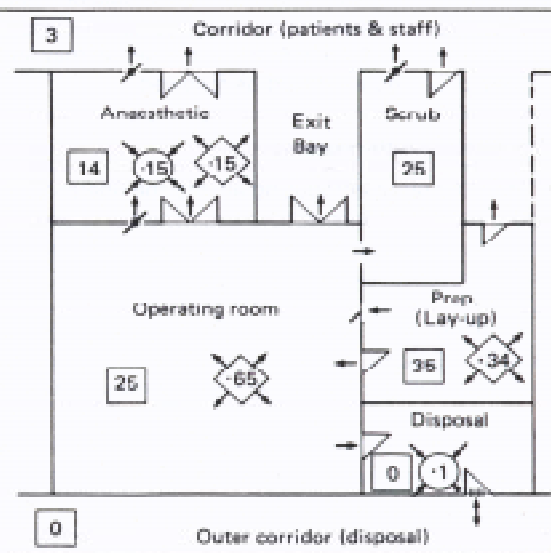 3
Corridor (patients & staff)
Anaesthetic
Exit
Bay
Scrub
14
·15
·15
25
Operating room
Prep
(Lay-up)
25
·65
35
·34
Disposal
0
·1
0
Outer corridor (disposal)